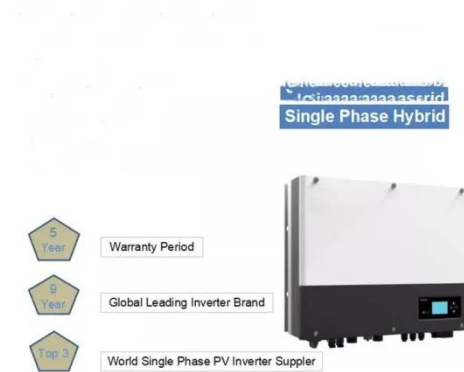 Single Phase Hybrid
5
Year
Warranty Period
9
Year
Global Leading Inverter Brand
Top 3
World Single Phase PV Inverter Suppler